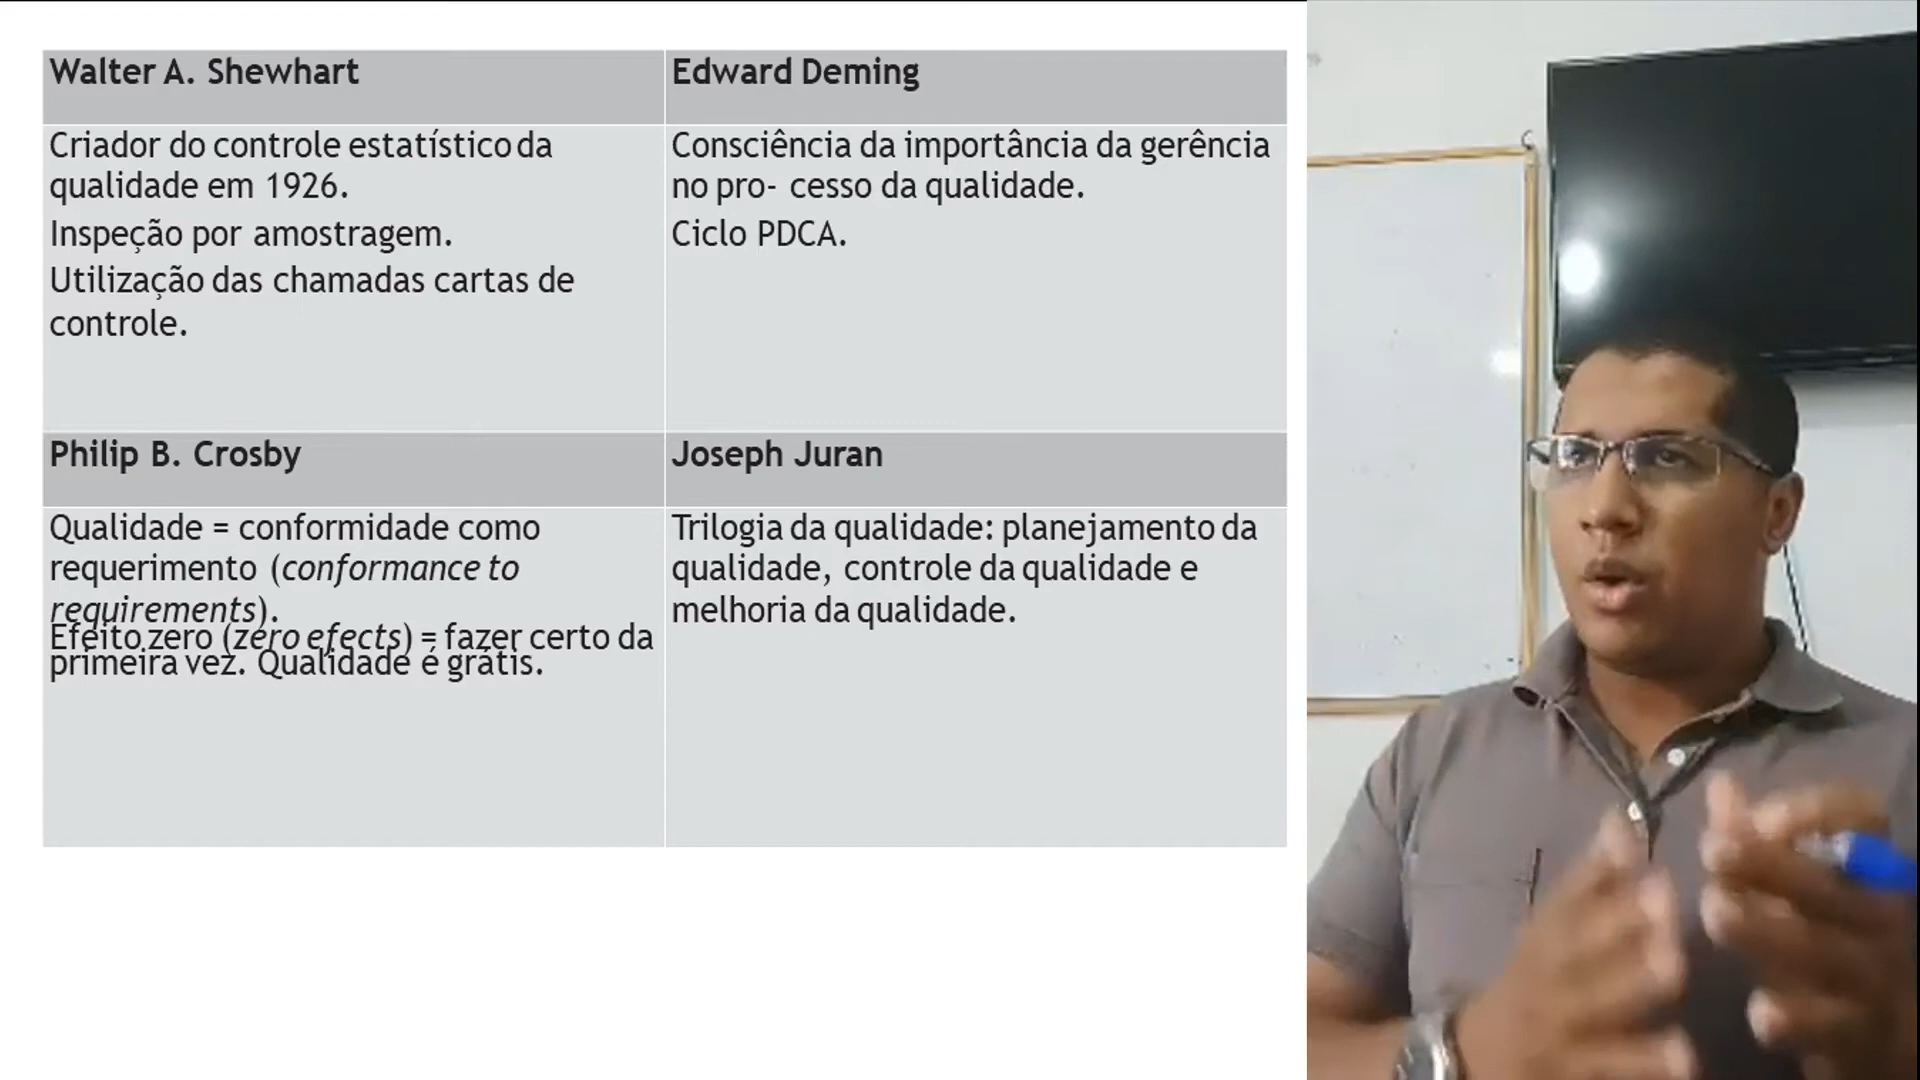 Walter A. Shewhart
Edward Deming
Criador do controle estatístico da
qualidade em 1926.
Inspeção por amostragem.
Utilização das chamadas cartas de
controle.
Consciência da importância da gerência
no pro- cesso da qualidade.
Ciclo PDCA.
Philip B. Crosby
Joseph Juran
Qualidade = conformidade como
requerimento (conformance to
requirements).
Efeito zero (zero efects) = fazer certo da
primeira vez. Qualidade é grátis.
Trilogia da qualidade: planejamento da
qualidade, controle da qualidade e
melhoria da qualidade.